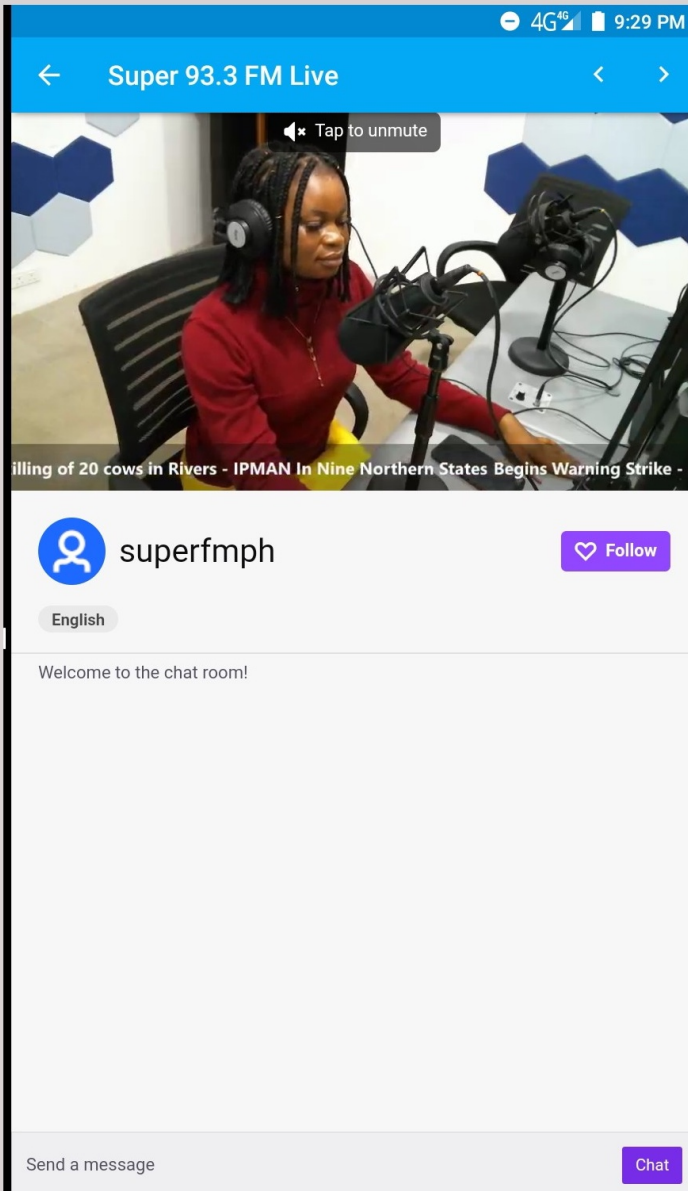 4G 4G 9:29 PM
Super 93.3 FM Live
Tap to unmute
illing of 20 cows in Rivers - IPMAN In Nine Northern States Begins Warning Strike -
superfmph
Follow
English
Welcome to the chat room!
Send a message
Chat